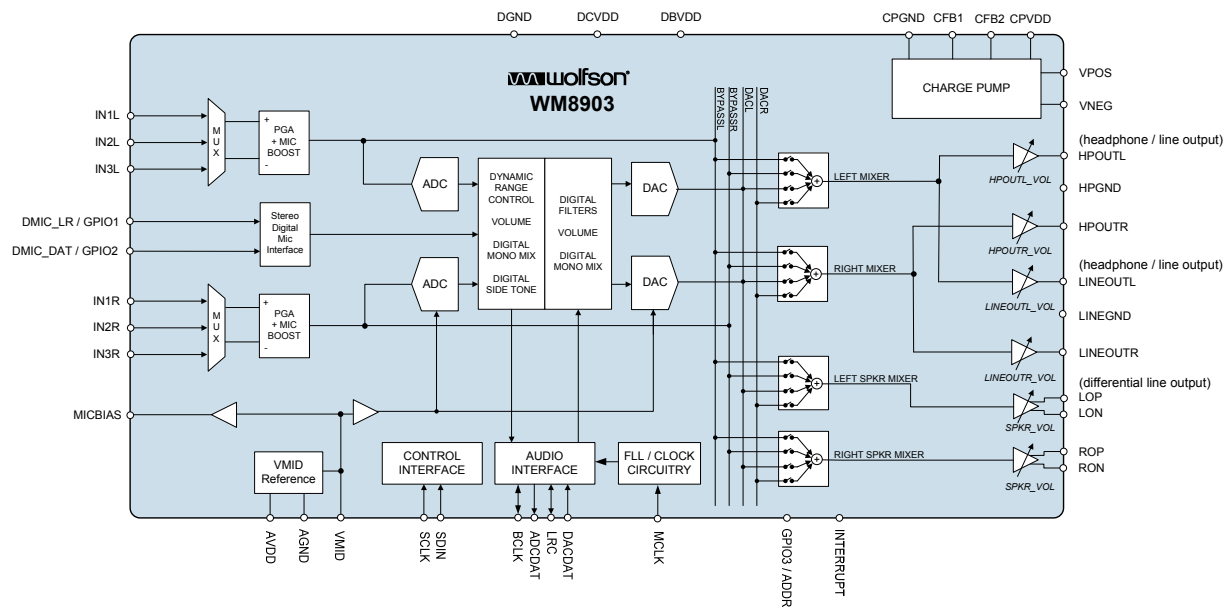 DGND
DCVDD
DBVDD
CPGND
CFB1
CFB2
CPVDD
wolfson
WM8903
CHARGE PUMP
VPOS
VNEG
IN1L
IN2L
IN3L
MUX
+
PGA
+ MIC
BOOST
-
BYPASSL
BYPASSR
DACL
DACR
ADC
DYNAMIC
RANGE
CONTROL
VOLUME
DIGITAL
MONO MIX
DIGITAL
SIDE TONE
DIGITAL
FILTERS
VOLUME
DIGITAL
MONO MIX
DAC
LEFT MIXER
(headphone / line output)
HPOUTL
HPOUTL_VOL
HPGND
DMIC_LR / GPIO1
DMIC_DAT / GPIO2
Stereo
Digital
Mic
Interface
HPOUTR
HPOUTR_VOL
ADC
DAC
RIGHT MIXER
(headphone / line output)
LINEOUTL
LINEOUTL_VOL
LINEGND
IN1R
IN2R
IN3R
MUX
+
PGA
+ MIC
BOOST
-
LINEOUTR
LINEOUTR_VOL
LEFT SPKR MIXER
(differential line output)
LOP
LON
SPKR_VOL
MICBIAS
VMID
Reference
CONTROL
INTERFACE
AUDIO
INTERFACE
FLL / CLOCK
CIRCUITRY
RIGHT SPKR MIXER
ROP
RON
SPKR_VOL
AVDD
AGND
VMID
SCLK
SDIN
BCLK
ADCDAT
LRC
DACDAT
MCLK
GPIO3 / ADDR
INTERRUPT